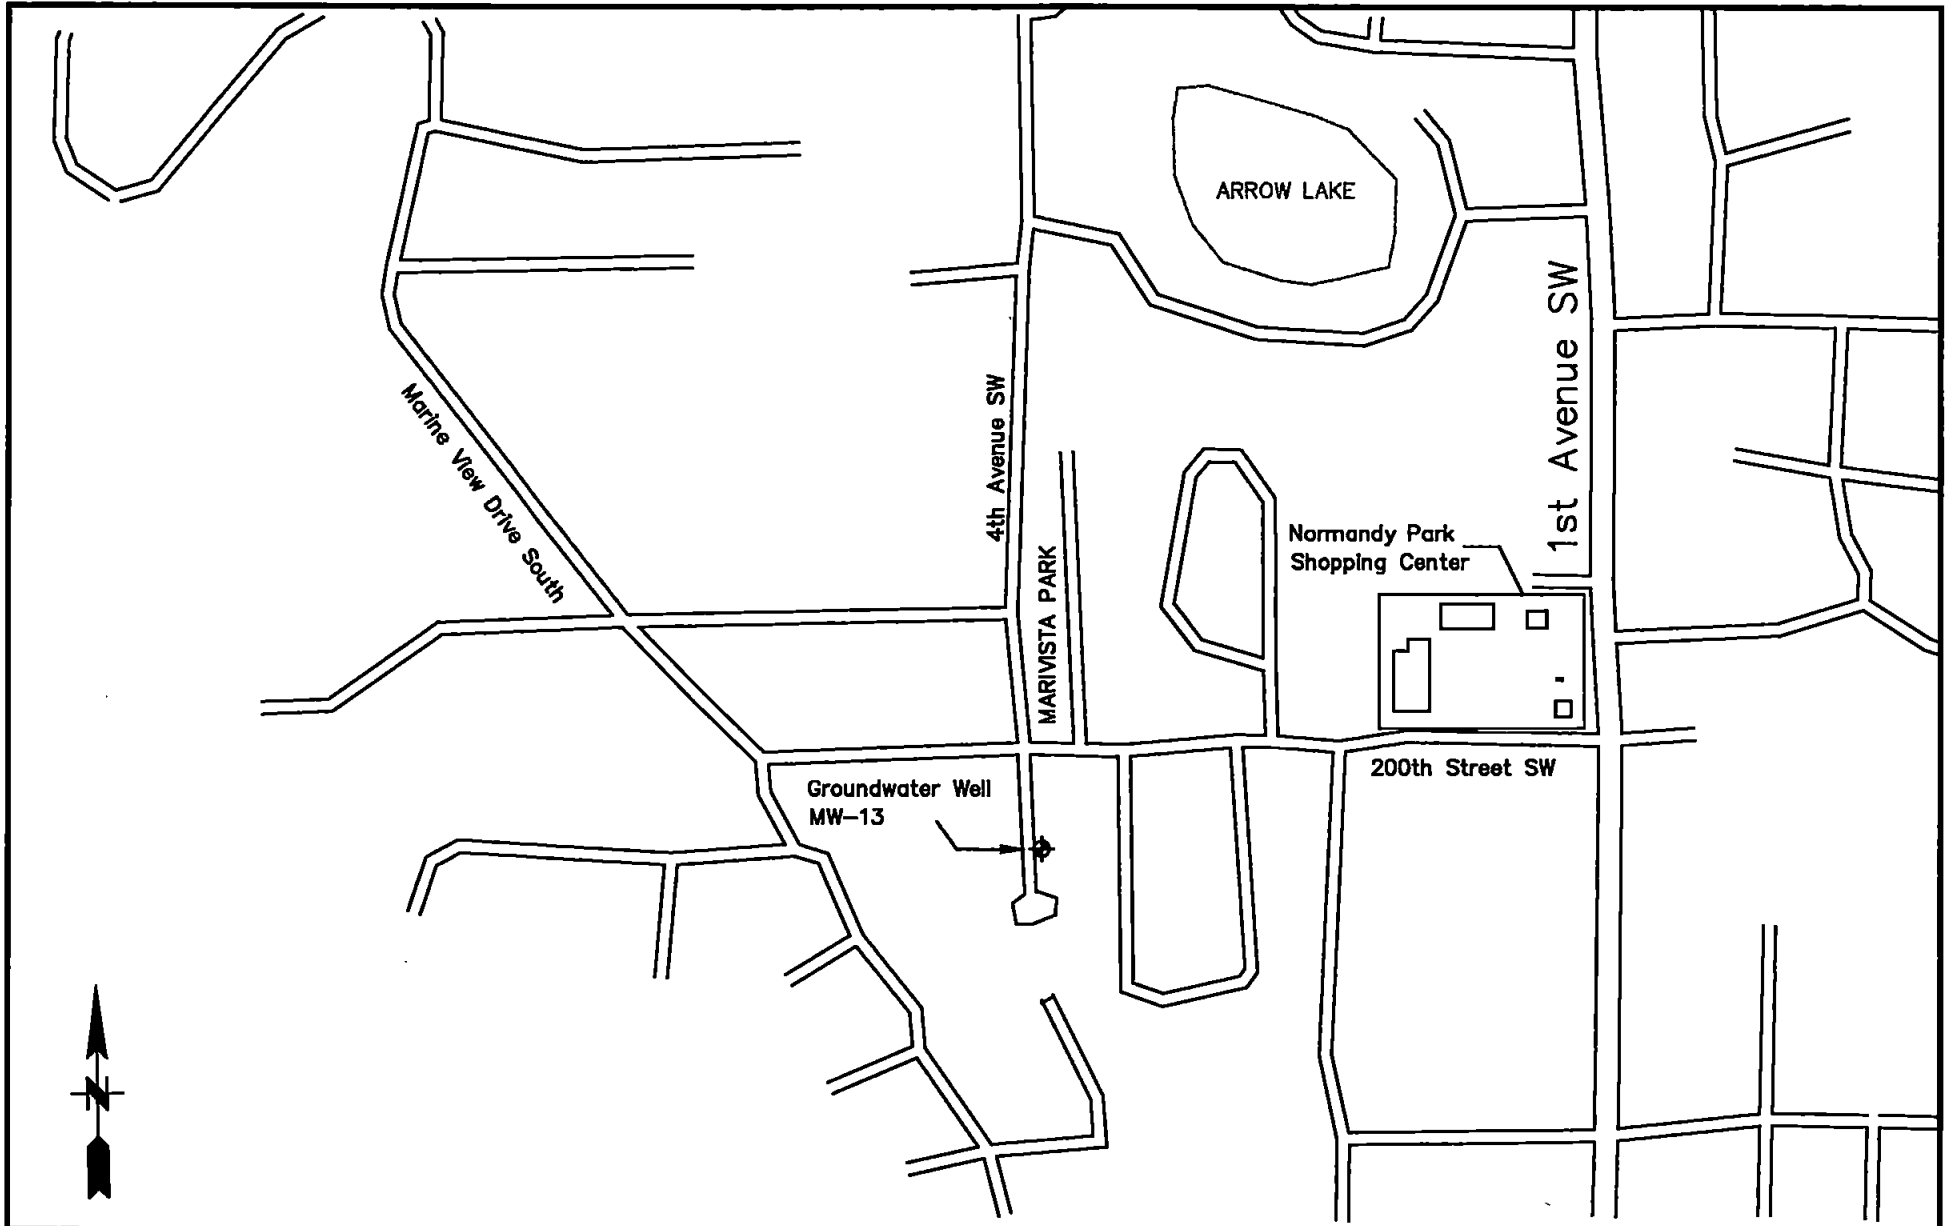 ARROW LAKE
1st Avenue SW
Marine View Drive South
4th Avenue SW
MARIVISTA PARK
Normandy Park
Shopping Center
200th Street SW
Groundwater Well
MW-13
N